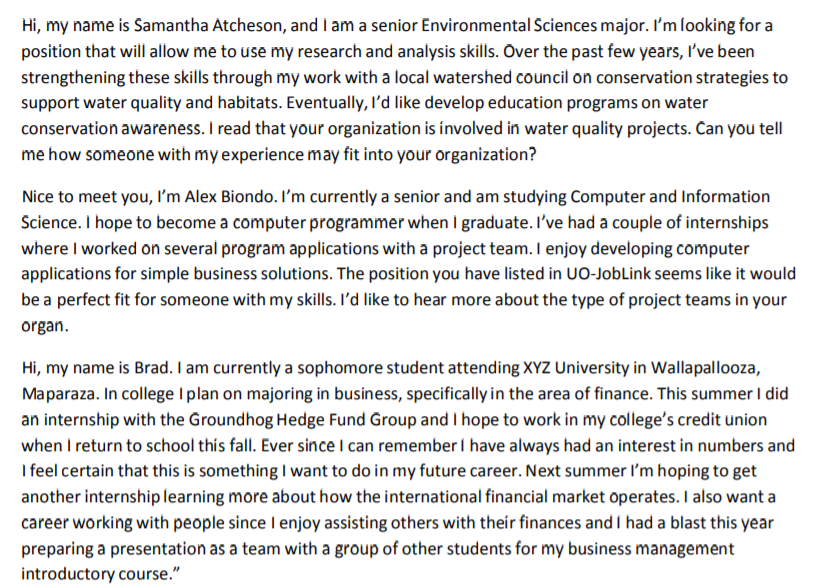 Hi, my name is Samantha Atcheson, and I am a senior Environmental Sciences major. I'm looking for a
position that will allow me to use my research and analysis skills. Over the past few years, I've been
strengthening these skills through my work with a local watershed council on conservation strategies to
support water quality and habitats. Eventually, I'd like develop education programs on water
conservation awareness. I read that your organization is involved in water quality projects. Can you tell
me how someone with my experience may fit into your organization?
Nice to meet you, I'm Alex Biondo. I'm currently a senior and am studying Computer and Information
Science. I hope to become a computer programmer when I graduate. I've had a couple of internships
where I worked on several program applications with a project team. I enjoy developing computer
applications for simple business solutions. The position you have listed in UO-JobLink seems like it would
be a perfect fit for someone with my skills. I'd like to hear more about the type of project teams in your
organ.
Hi, my name is Brad. I am currently a sophomore student attending XYZ University in Wallapallooza,
Maparaza. In college I plan on majoring in business, specifically in the area of finance. This summer I did
an internship with the Groundhog Hedge Fund Group and I hope to work in my college's credit union
when I return to school this fall. Ever since I can remember I have always had an interest in numbers and
I feel certain that this is something I want to do in my future career. Next summer I'm hoping to get
another internship learning more about how the international financial market operates. I also want a
career working with people since I enjoy assisting others with their finances and I had a blast this year
preparing a presentation as a team with a group of other students for my business management
introductory course."